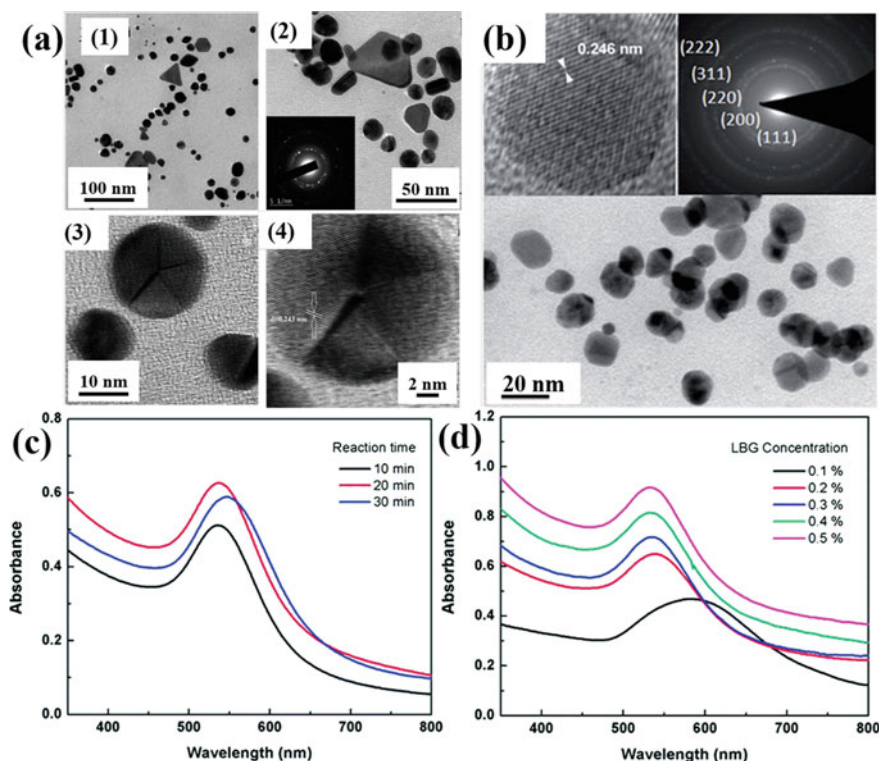 (a)
(1)
100 nm
(2)
50 nm
(3)
10 nm
(4)
2 nm
(b)
0.246 nm
(222)
(311)
(220)
(200)
(111)
20 nm
(c)
Reaction time
10 min
20 min
30 min
0.8
0.6
0.4
0.2
0.0
Absorbance
400 500 600 700 800
Wavelength (nm)
(d)
LBG Concentration
0.1 %
0.2 %
0.3 %
0.4 %
0.5 %
1.2
1.0
0.8
0.6
0.4
0.2
0.0
Absorbance
400 500 600 700 800
Wavelength (nm)